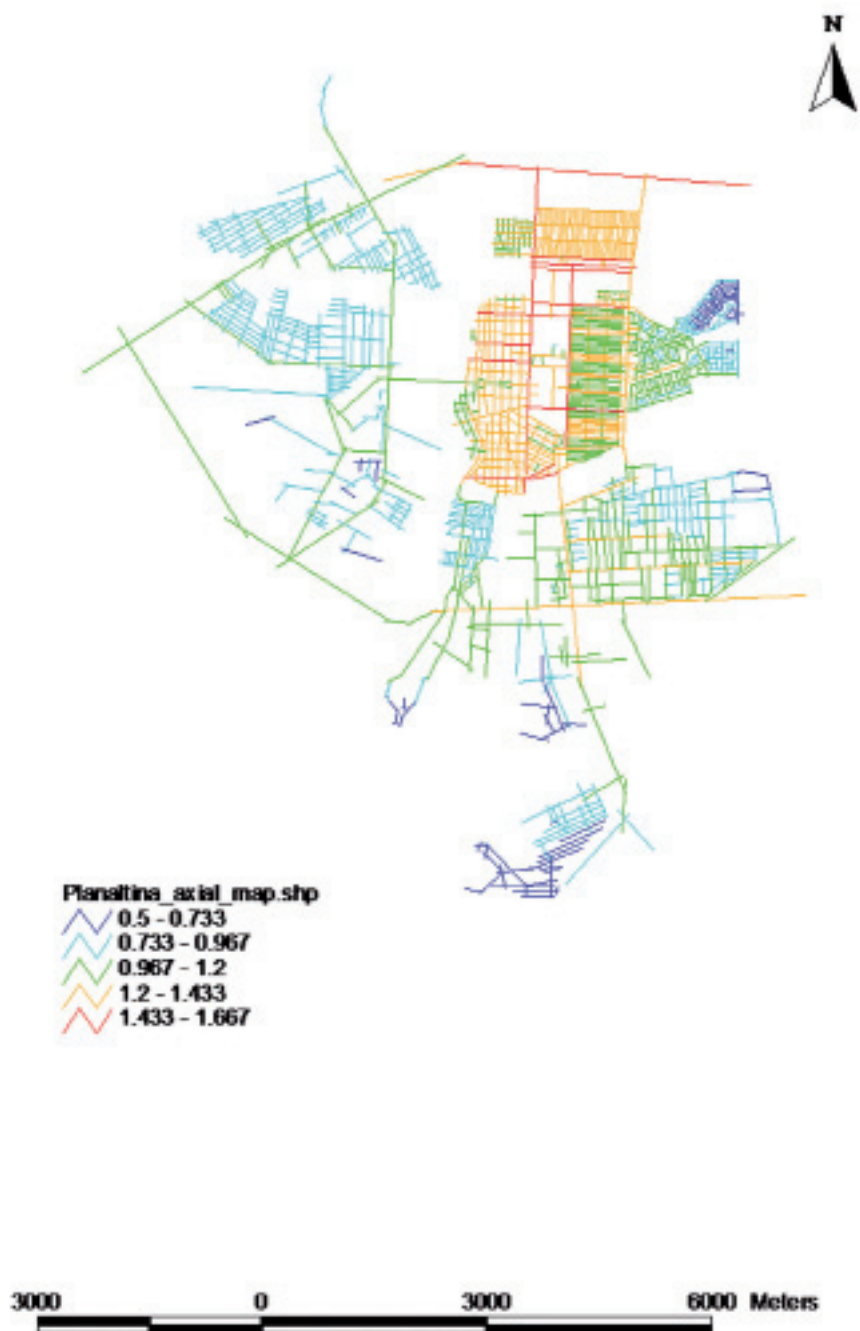 N
Planaltina_axial_map.shp
0.5 - 0.733
0.733 - 0.967
0.967 - 1.2
1.2 - 1.433
1.433 - 1.667
3000 0 3000 6000 Meters